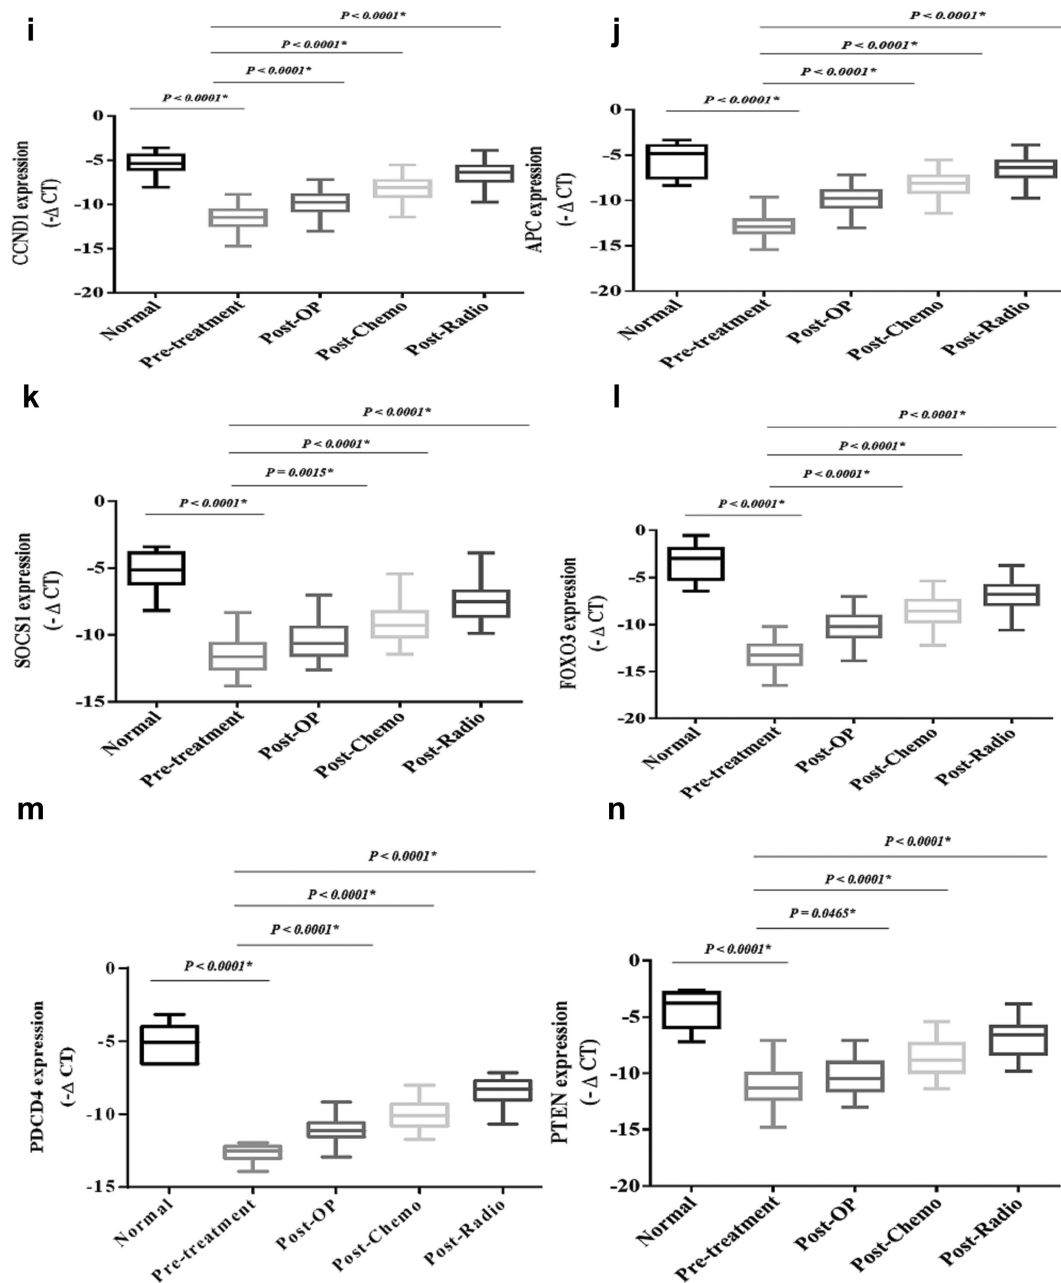 i
P < 0.0001*
P < 0.0001*
P < 0.0001*
P < 0.0001*
0
-5
-10
-15
-20
CCND1 expression
(-Δ CT)
Normal
Pre-treatment
Post-OP
Post-Chemo
Post-Radio
j
P < 0.0001*
P < 0.0001*
P < 0.0001*
P < 0.0001*
0
-5
-10
-15
-20
APC expression
(-Δ CT)
Normal
Pre-treatment
Post-OP
Post-Chemo
Post-Radio
k
P < 0.0001*
P < 0.0001*
P = 0.0015*
P < 0.0001*
0
-5
-10
-15
SOCS1 expression
(- Δ CT)
Normal
Pre-treatment
Post-OP
Post-Chemo
Post-Radio
l
P < 0.0001*
P < 0.0001*
P < 0.0001*
P < 0.0001*
0
-5
-10
-15
-20
FOXO3 expression
(-Δ CT)
Normal
Pre-treatment
Post-OP
Post-Chemo
Post-Radio
m
P < 0.0001*
P < 0.0001*
P < 0.0001*
P < 0.0001*
0
-5
-10
-15
PDCD4 expression
(-Δ CT)
Normal
Pre-treatment
Post-OP
Post-Chemo
Post-Radio
n
P < 0.0001*
P < 0.0001*
P = 0.0465*
P < 0.0001*
0
-5
-10
-15
-20
PTEN expression
(- Δ CT)
Normal
Pre-treatment
Post-OP
Post-Chemo
Post-Radio